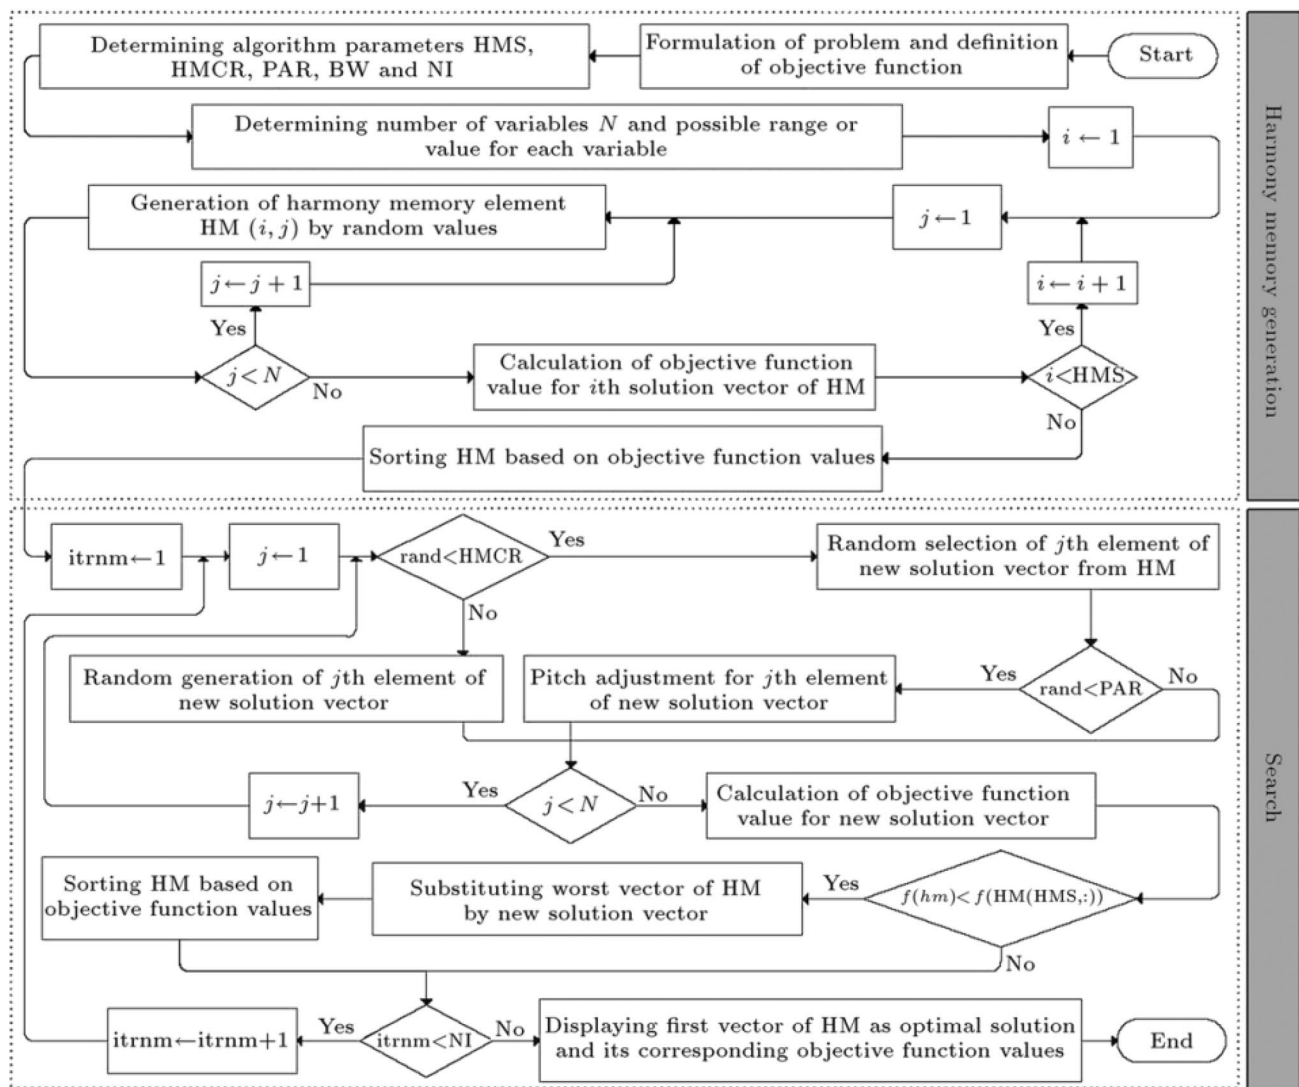 Start
Formulation of problem and definition
of objective function
Determining algorithm parameters HMS,
HMCR, PAR, BW and NI
Determining number of variables N and possible range or
value for each variable
i ← 1
j ← 1
Generation of harmony memory element
HM (i, j) by random values
j ← j + 1
Yes
j < N
No
Calculation of objective function
value for ith solution vector of HM
i ← i + 1
Yes
i<HMS
No
Sorting HM based on objective function values
Harmony memory generation
itrnm←1
j ←1
rand<HMCR
Yes
No
Random selection of jth element of
new solution vector from HM
Random generation of jth element of
new solution vector
Pitch adjustment for jth element
of new solution vector
Yes
rand<PAR
No
j←j+1
Yes
j < N
No
Calculation of objective function
value for new solution vector
Sorting HM based on
objective function values
Substituting worst vector of HM
by new solution vector
Yes
f(hm)< f(HM(HMS,:))
No
itrnm←itrnm+1
Yes
itrnm<NI
No
Displaying first vector of HM as optimal solution
and its corresponding objective function values
End
Search